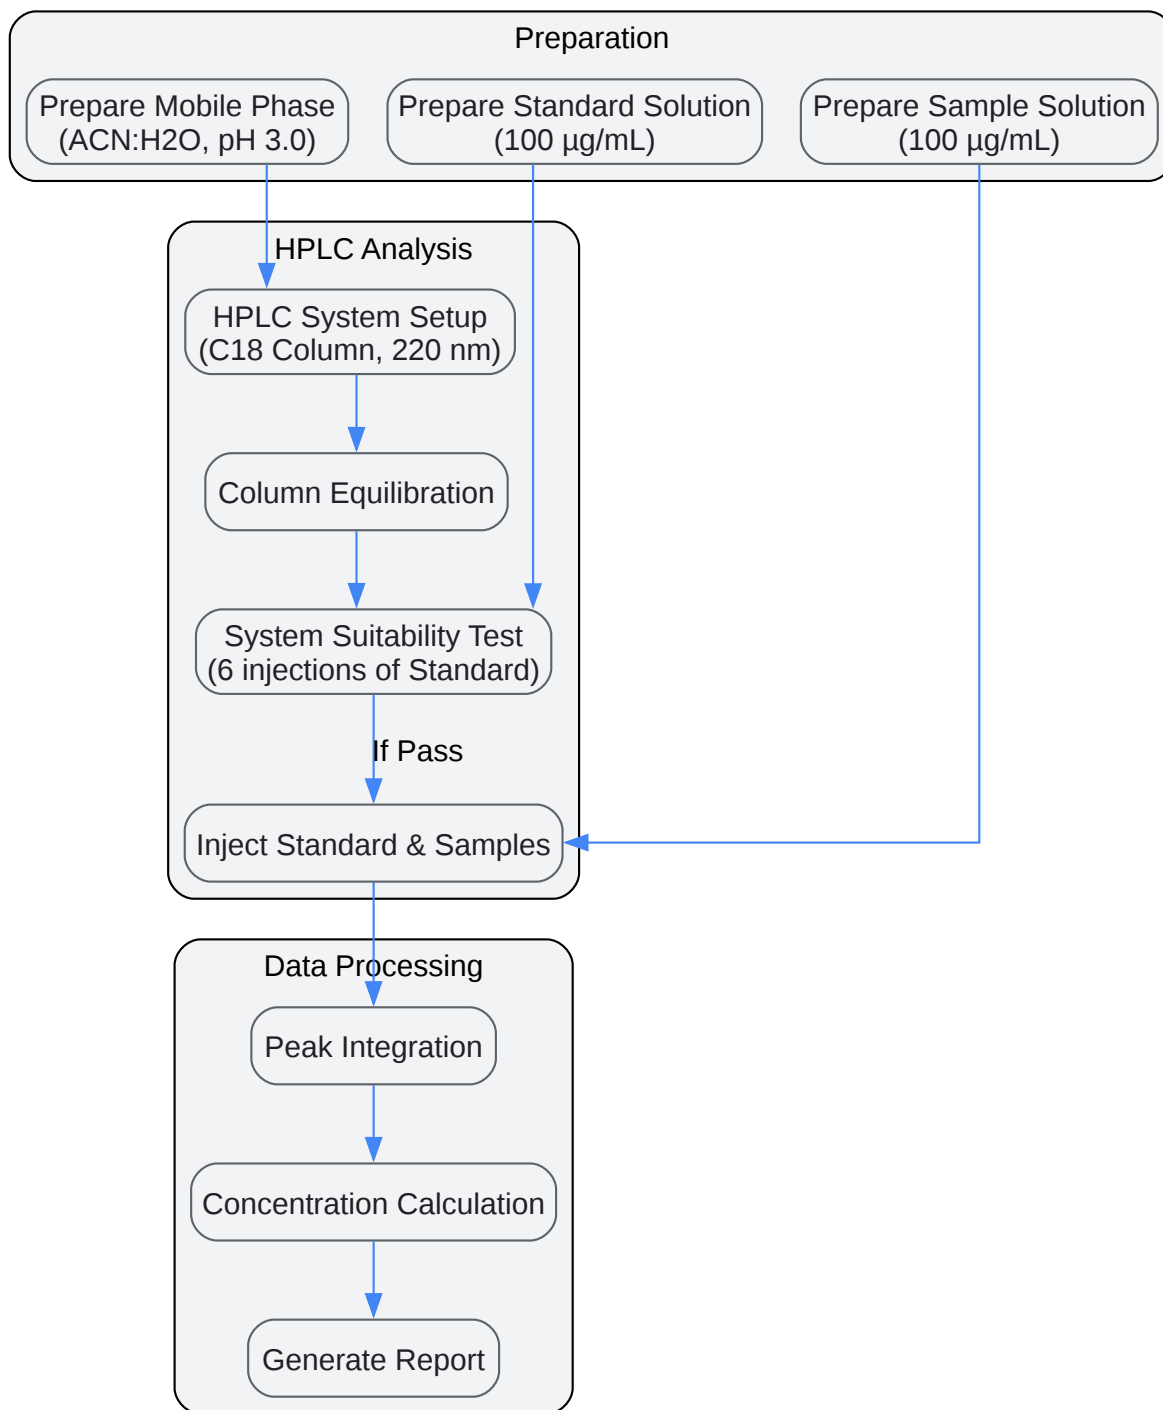 Preparation
Prepare Mobile Phase
(ACN:H2O, pH 3.0)
Prepare Standard Solution
(100 µg/mL)
Prepare Sample Solution
(100 µg/mL)
HPLC Analysis
HPLC System Setup
(C18 Column, 220 nm)
Column Equilibration
System Suitability Test
(6 injections of Standard)
If Pass
Inject Standard & Samples
Data Processing
Peak Integration
Concentration Calculation
Generate Report